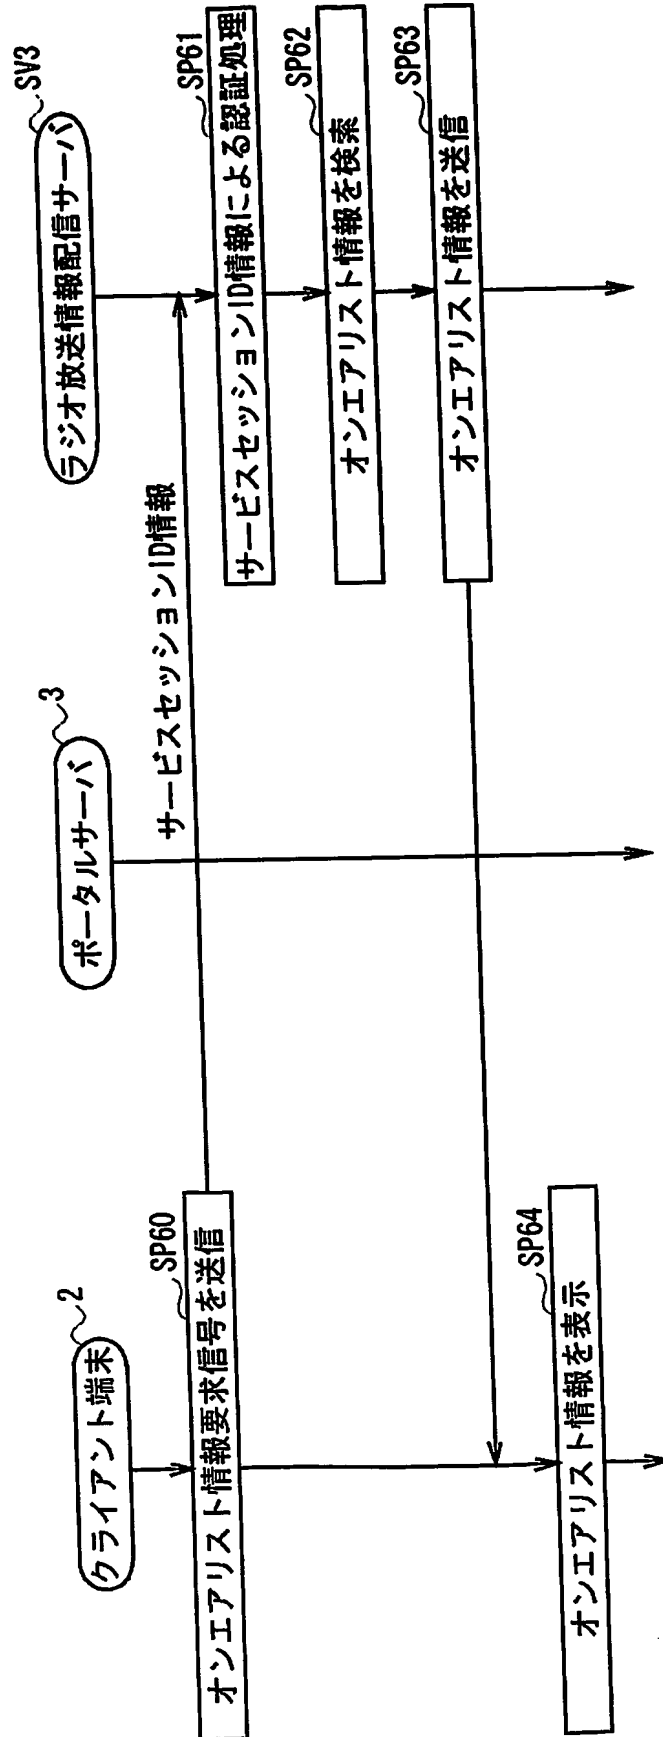 クライアント端末
2
ポータルサーバ
3
ラジオ放送情報配信サーバ
SV3
SP60
オンエアリスト情報要求信号を送信
サービスセッションID情報
SP61
サービスセッションID情報による認証処理
SP62
オンエアリスト情報を検索
SP63
オンエアリスト情報を送信
SP64
オンエアリスト情報を表示